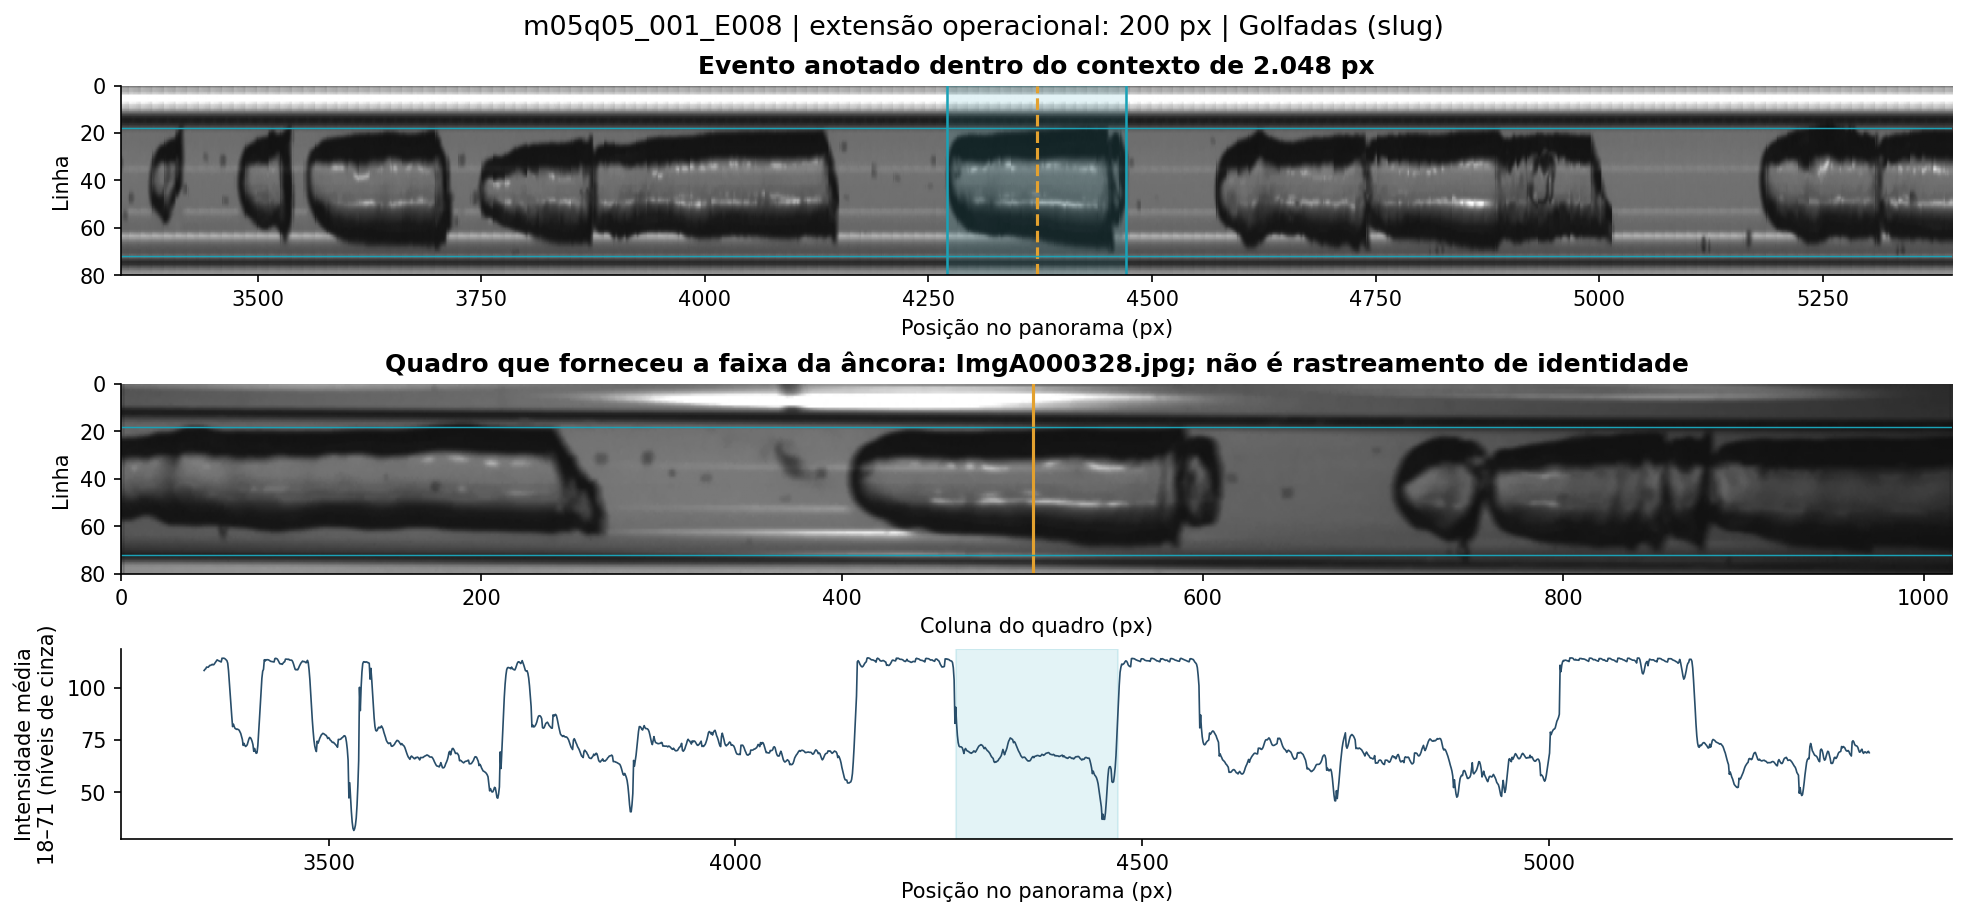 m05q05_001_E008 | extensão operacional: 200 px | Golfadas (slug)
Evento anotado dentro do contexto de 2.048 px
0
20
40
60
80
Linha
3500 3750 4000 4250 4500 4750 5000 5250
Posição no panorama (px)
Quadro que forneceu a faixa da âncora: ImgA000328.jpg; não é rastreamento de identidade
0
20
40
60
80
Linha
0 200 400 600 800 1000
Coluna do quadro (px)
Intensidade média
18–71 (níveis de cinza)
100
75
50
3500 4000 4500 5000
Posição no panorama (px)